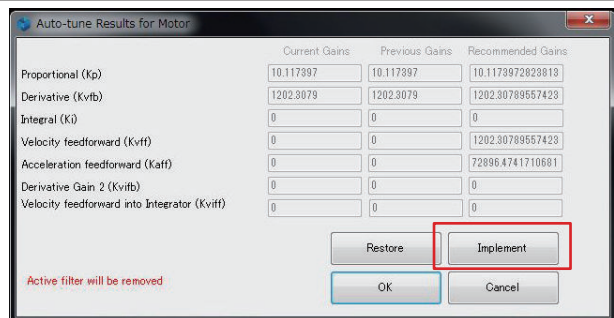 Auto-tune Results for Motor
Current Gains Previous Gains Recommended Gains
Proportional (Kp) 10.117397 10.117397 10.1173972823813
Derivative (Kvfb) 1202.3079 1202.3079 1202.30789557423
Integral (Ki) 0 0 0
Velocity feedforward (Kvff) 0 0 1202.30789557423
Acceleration feedforward (Kaff) 0 0 72896.4741710681
Derivative Gain 2 (Kvifb) 0 0 0
Velocity feedforward into Integrator (Kviff) 0 0 0
Restore Implement
Active filter will be removed OK Cancel